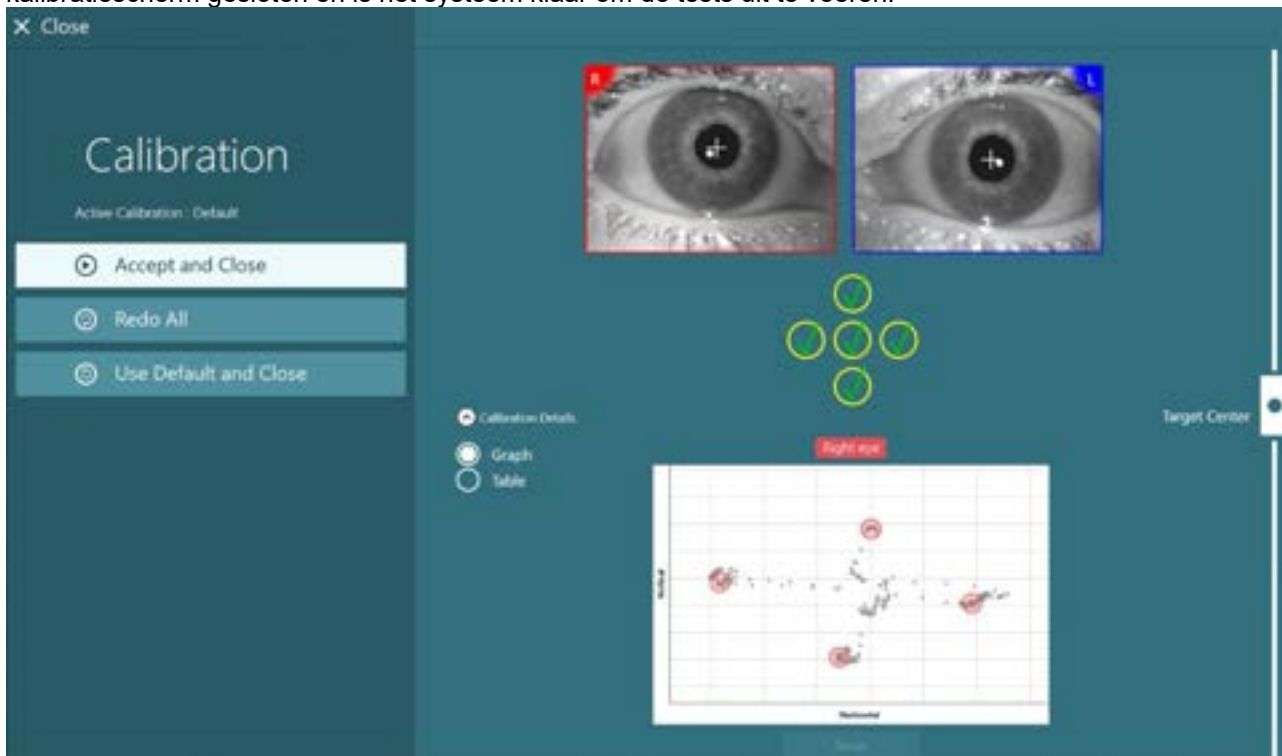 kalibratiescherm gesloten en is het systeem klaar om de tests uit te voeren.
Close
R
L
Calibration
Active Calibration : Default
Accept and Close
Redo All
Use Default and Close
Calibration Details
Target Center
Right eye
Graph
Table
Vertical
Horizontal